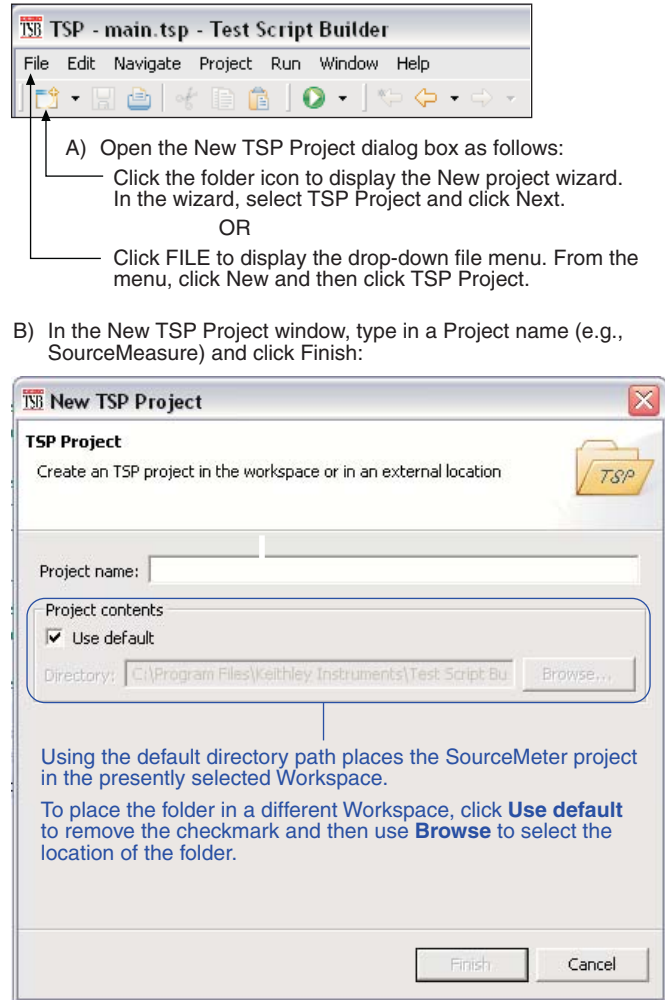 TSB TSP - main.tsp - Test Script Builder
File Edit Navigate Project Run Window Help
A) Open the New TSP Project dialog box as follows:
Click the folder icon to display the New project wizard.
In the wizard, select TSP Project and click Next.
OR
Click FILE to display the drop-down file menu. From the
menu, click New and then click TSP Project.
B) In the New TSP Project window, type in a Project name (e.g.,
SourceMeasure) and click Finish:
TSB New TSP Project
TSP Project
Create an TSP project in the workspace or in an external location
TSP
Project name:
Project contents
Use default
Directory: C:\Program Files\Keithley Instruments\Test Script Bu Browse...
Using the default directory path places the SourceMeter project
in the presently selected Workspace.
To place the folder in a different Workspace, click Use default
to remove the checkmark and then use Browse to select the
location of the folder.
Finish Cancel